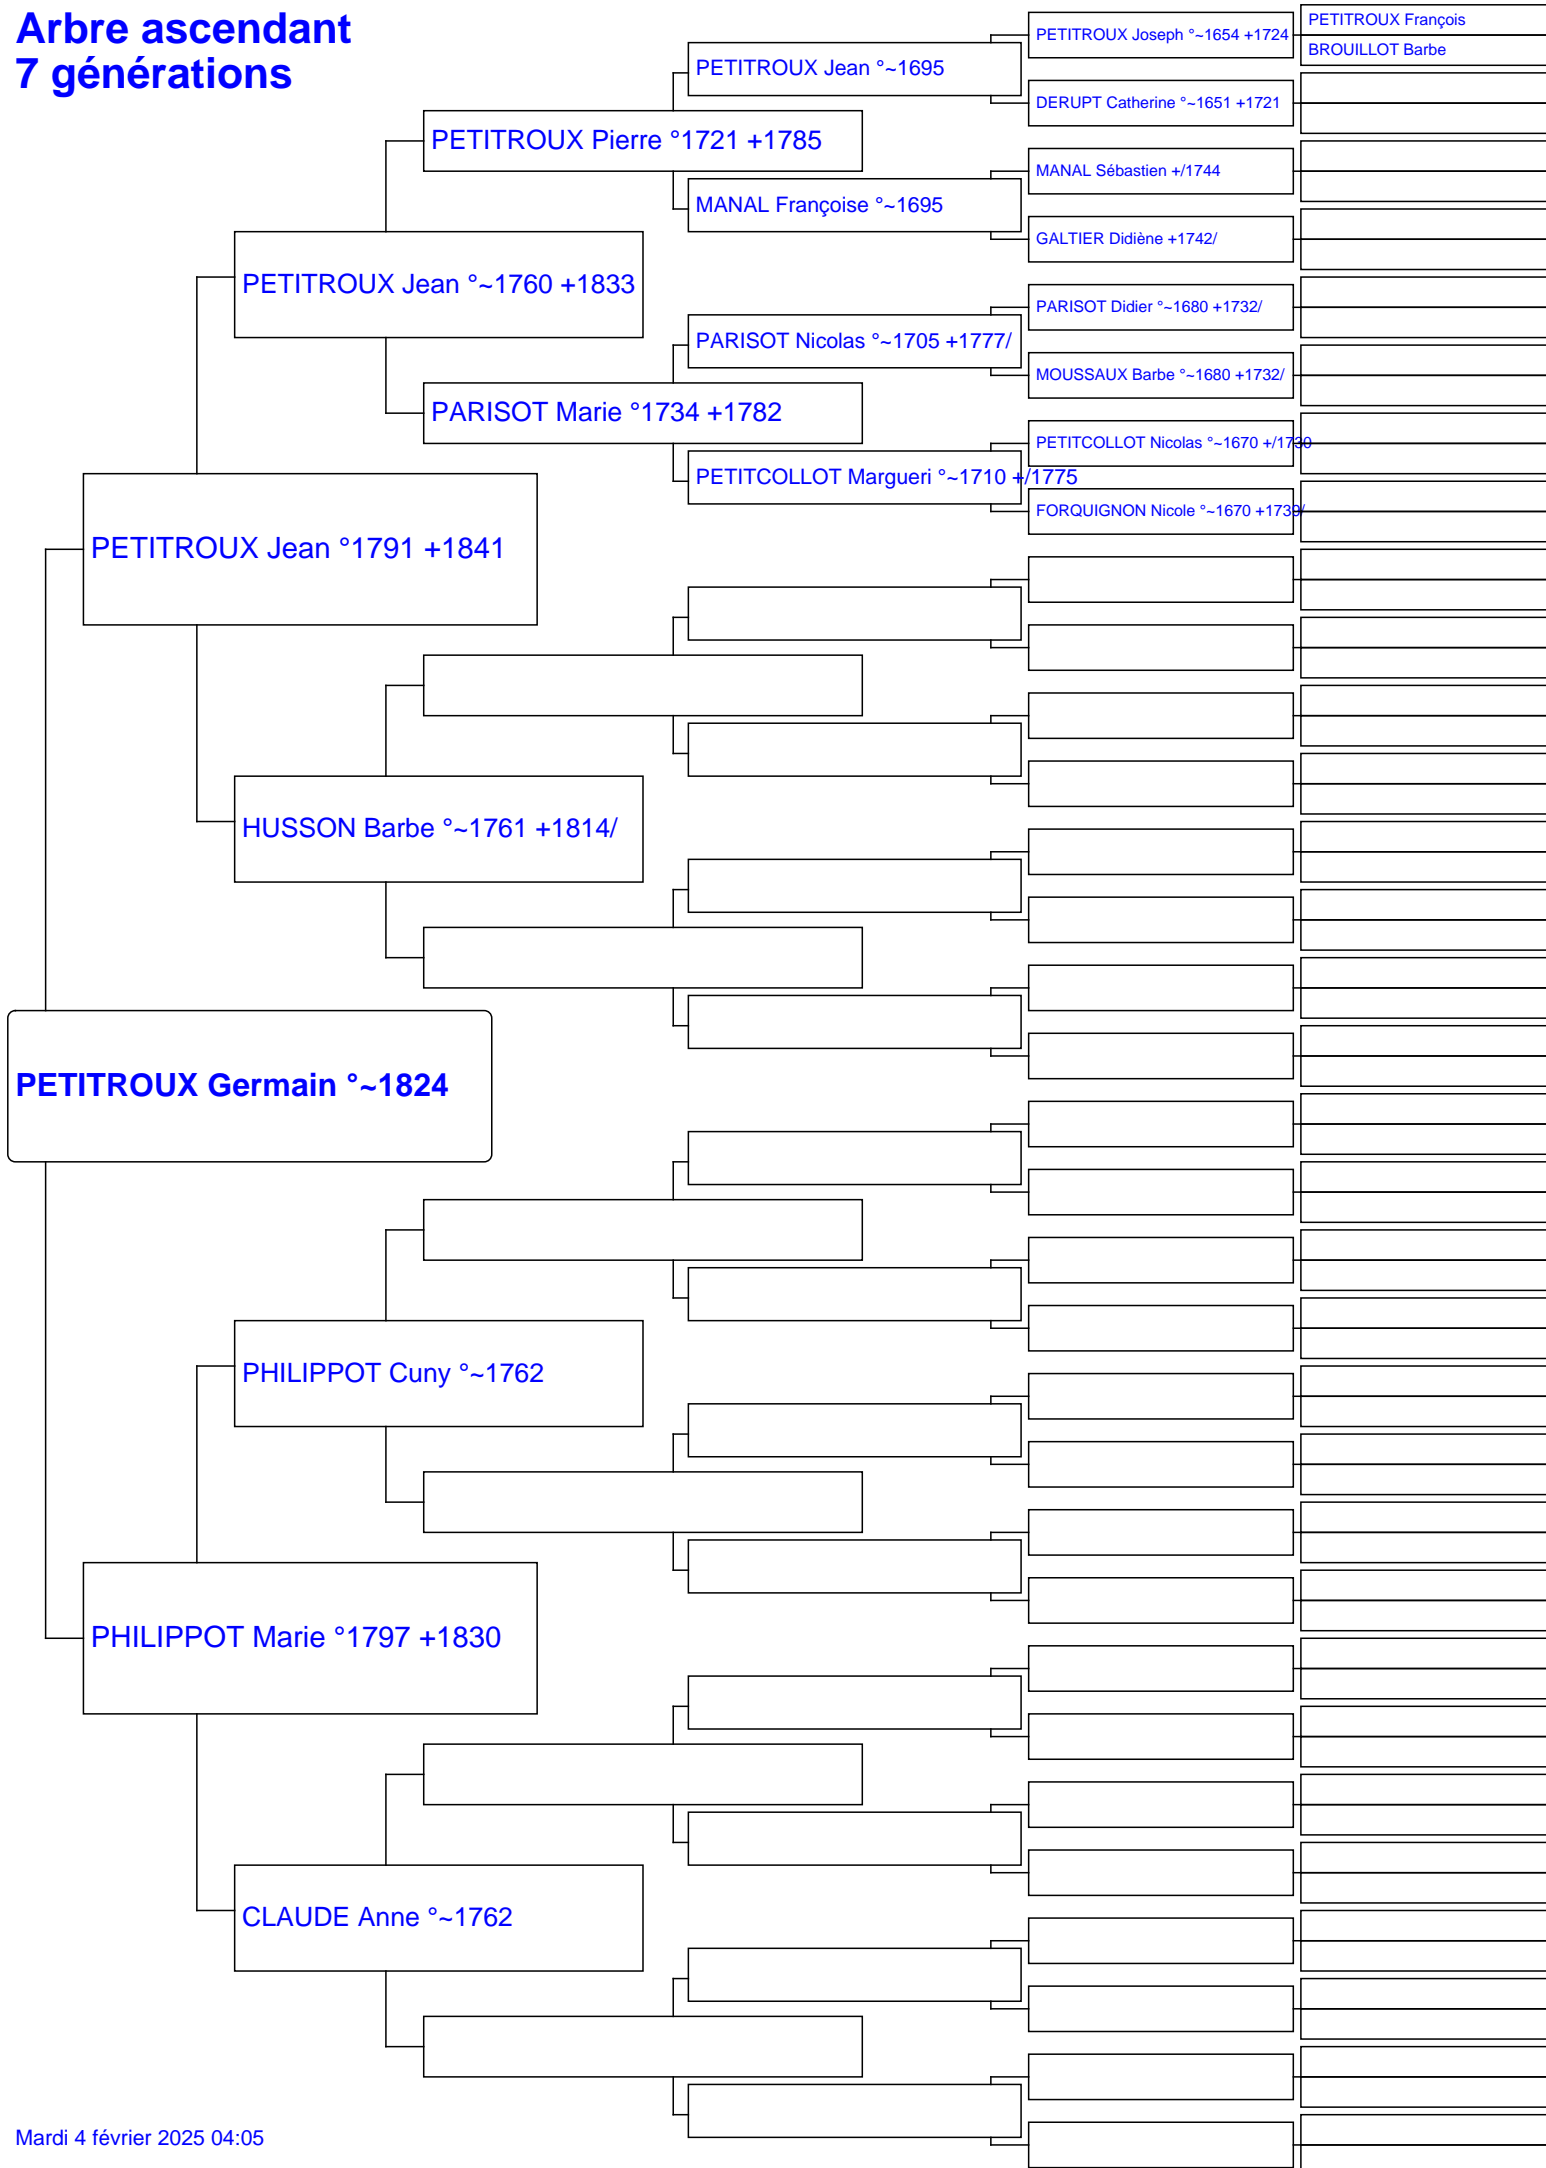 Arbre ascendant
7 générations
PETITROUX Joseph °~1654 +1724
PETITROUX François
BROUILLOT Barbe
PETITROUX Jean °~1695
DERUPT Catherine °~1651 +1721
PETITROUX Pierre °1721 +1785
MANAL Sébastien +/1744
MANAL Françoise °~1695
GALTIER Didiène +1742/
PETITROUX Jean °~1760 +1833
PARISOT Didier °~1680 +1732/
PARISOT Nicolas °~1705 +1777/
MOUSSAUX Barbe °~1680 +1732/
PARISOT Marie °1734 +1782
PETITCOLLOT Nicolas °~1670 +/1730
PETITCOLLOT Margueri °~1710 +/1775
FORQUIGNON Nicole °~1670 +1739/
PETITROUX Jean °1791 +1841
HUSSON Barbe °~1761 +1814/
PETITROUX Germain °~1824
PHILIPPOT Cuny °~1762
PHILIPPOT Marie °1797 +1830
CLAUDE Anne °~1762
Mardi 4 février 2025 04:05